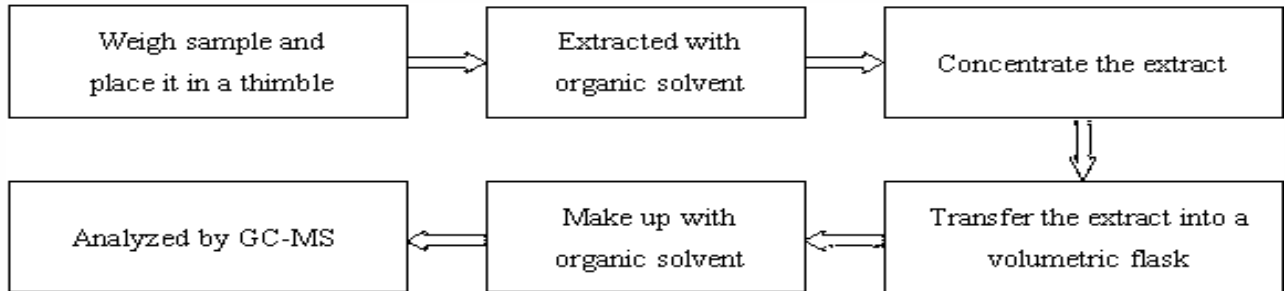 Weigh sample and
place it in a thimble
Extracted with
organic solvent
Concentrate the extract
Transfer the extract into a
volumetric flask
Make up with
organic solvent
Analyzed by GC-MS